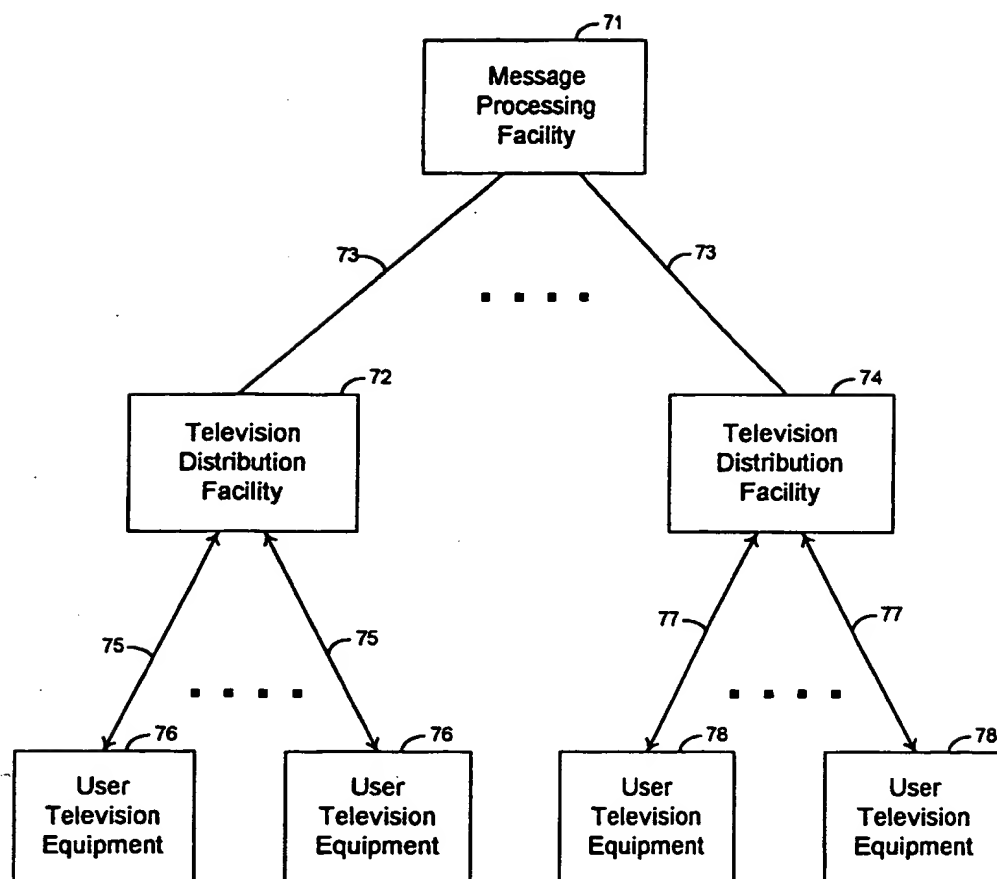 71
Message
Processing
Facility
73
73
72
74
Television
Distribution
Facility
Television
Distribution
Facility
75
75
77
77
76
76
78
78
User
Television
Equipment
User
Television
Equipment
User
Television
Equipment
User
Television
Equipment